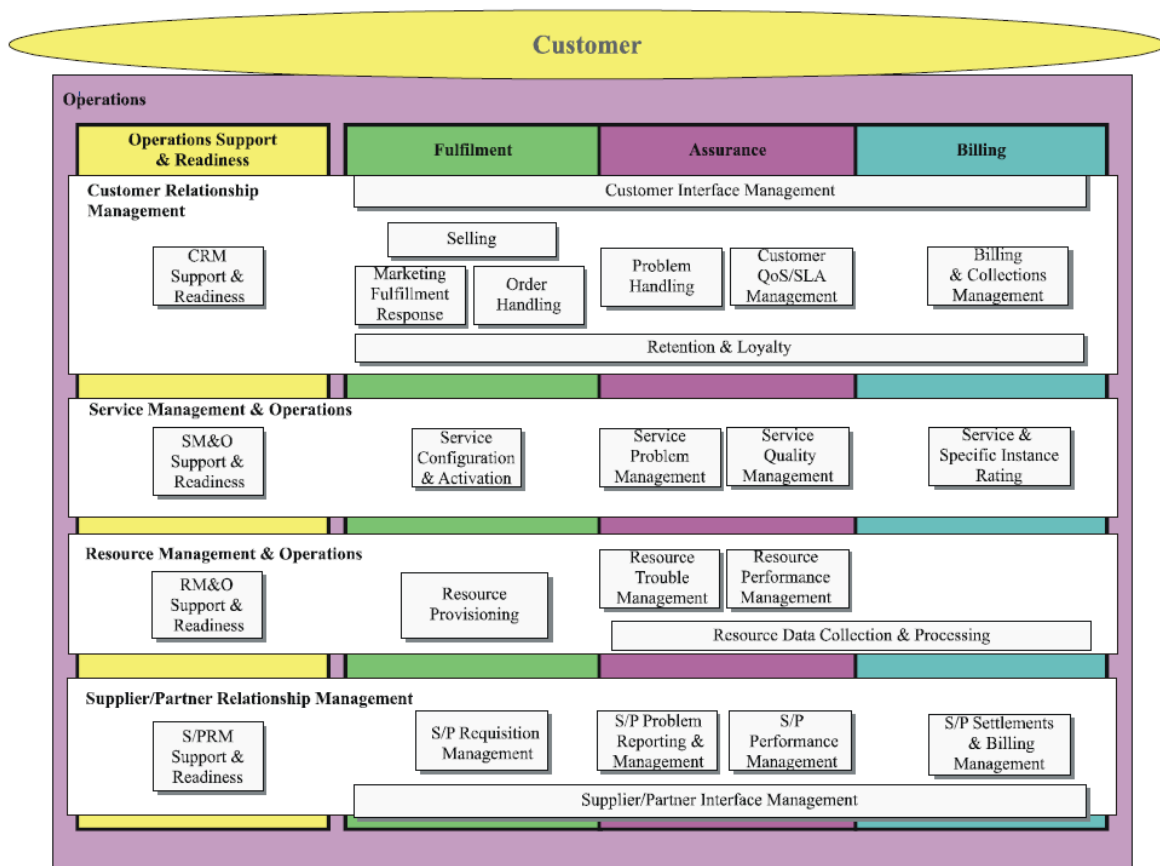 Customer
Operations
Operations Support
& Readiness
Fulfilment
Assurance
Billing
Customer Relationship
Management
Customer Interface Management
CRM
Support &
Readiness
Selling
Marketing
Fulfillment
Response
Order
Handling
Problem
Handling
Customer
QoS/SLA
Management
Billing
& Collections
Management
Retention & Loyalty
Service Management & Operations
SM&O
Support &
Readiness
Service
Configuration
& Activation
Service
Problem
Management
Service
Quality
Management
Service &
Specific Instance
Rating
Resource Management & Operations
RM&O
Support &
Readiness
Resource
Provisioning
Resource
Trouble
Management
Resource
Performance
Management
Resource Data Collection & Processing
Supplier/Partner Relationship Management
S/PRM
Support &
Readiness
S/P Requisition
Management
S/P Problem
Reporting &
Management
S/P
Performance
Management
S/P Settlements
& Billing
Management
Supplier/Partner Interface Management